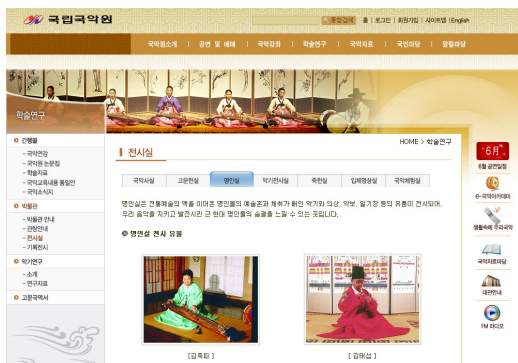 국립국악원
통합검색 홈 | 로그인 | 회원가입 | 사이트맵 | English
국악원소개 | 공연 및 예매 | 국악강좌 | 학술연구 | 국악자료 | 국민마당 | 알림마당
학술연구
HOME > 학술연구
간행물
- 국악연감
- 국악원 논문집
- 학술자료
- 국악교육내용 통일안
- 국악소식지
박물관
- 박물관 안내
- 관람안내
- 전시실
- 기획전시
악기연구
- 소개
- 연구자료
고문국역서
전시실
국악사실 고문헌실 명인실 악기전시실 죽헌실 입체영상실 국악체험실
명인실은 전통예술의 맥을 이어온 명인들의 예술혼과 체취가 배인 악기와 의상, 악보, 일기장 등의 유품이 전시되며,
우리 음악을 지키고 발전시킨 근 현대 명인들의 숨결을 느낄 수 있는 곳입니다.
명인실 전시 유물
[김죽파] [김태섭]
6月
6월 공연일정
e-국악아카데미
생활속에 우리국악
국악자료마당
대관안내
FM 라디오